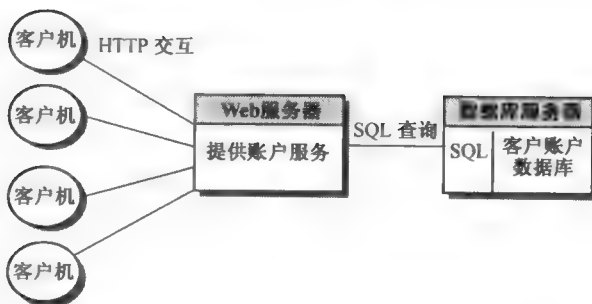 客户机
HTTP 交互
客户机
客户机
客户机
Web服务器
提供账户服务
SQL 查询
数据库服务器
SQL
客户账户
数据库